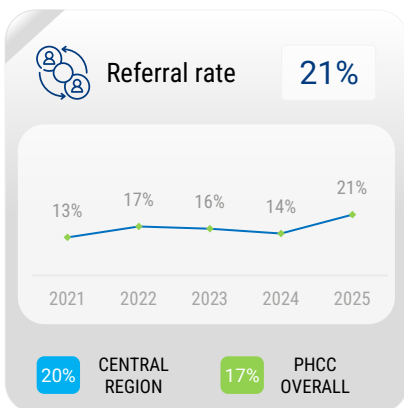 Referral rate 21%
13% 17% 16% 14% 21%
2021 2022 2023 2024 2025
20% CENTRAL REGION
17% PHCC OVERALL